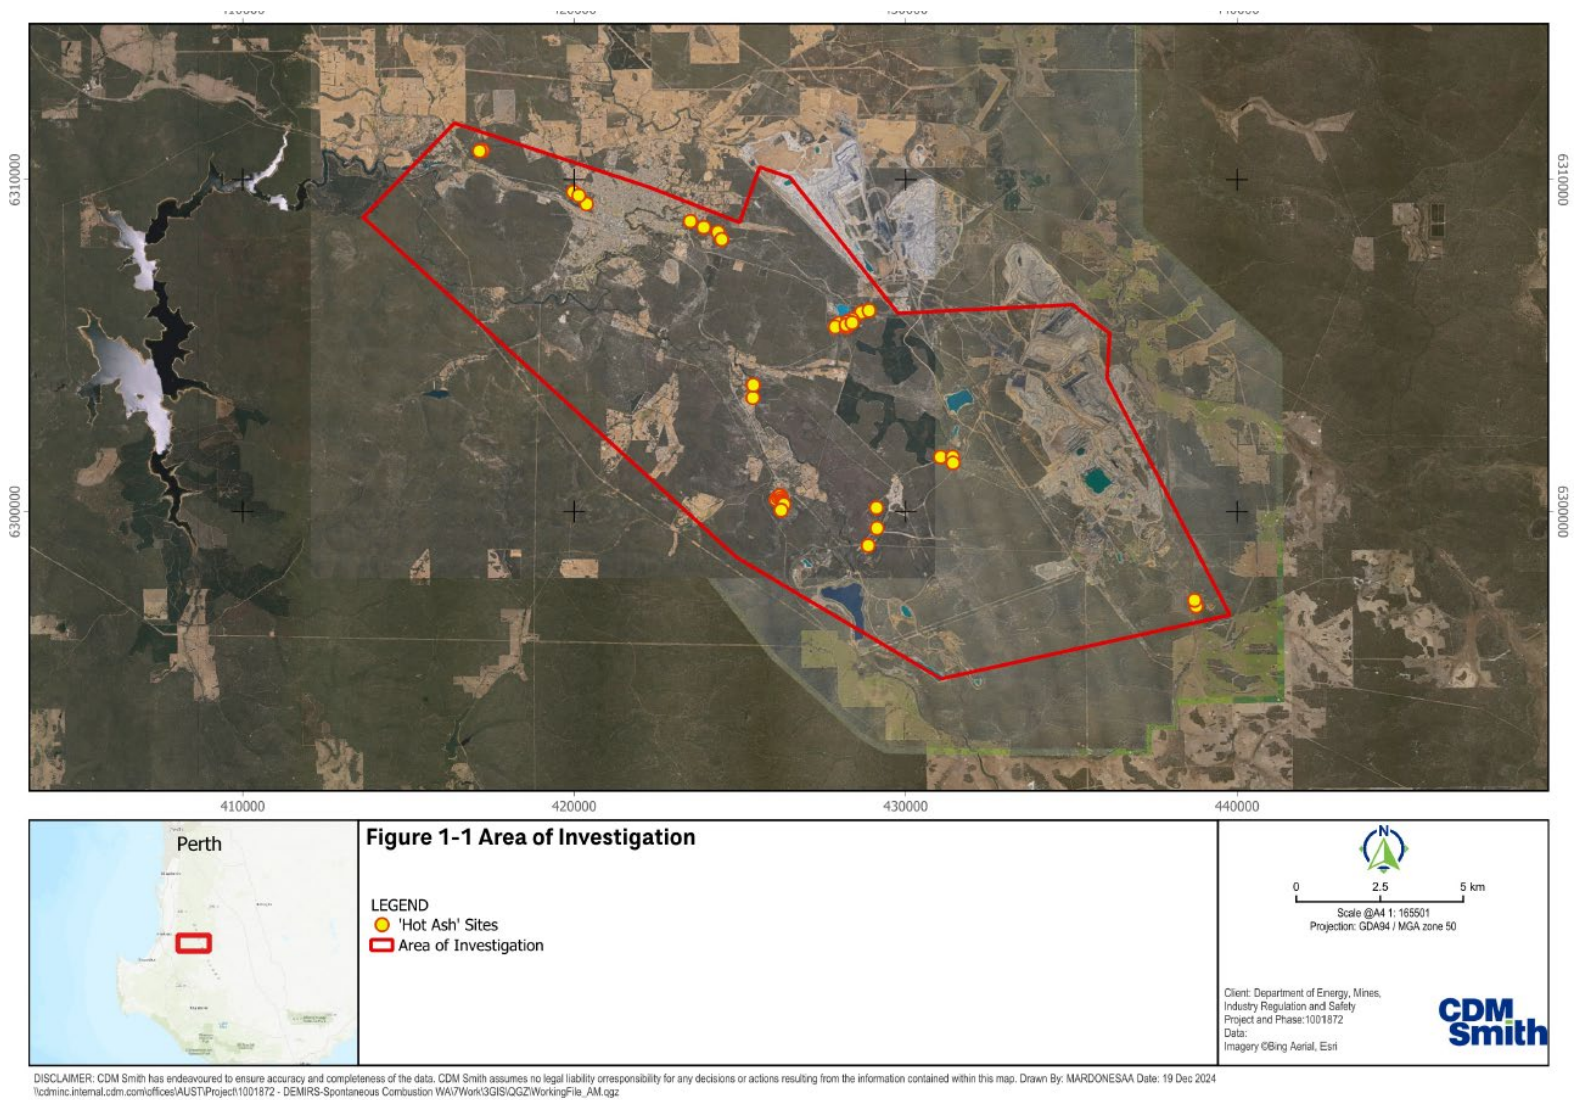 410000 420000 430000 440000
6310000
6310000
6300000
6300000
410000 420000 430000 440000
Perth
Figure 1-1 Area of Investigation
LEGEND
'Hot Ash' Sites
Area of Investigation
N
0 2.5 5 km
Scale @A4 1: 165501
Projection: GDA94 / MGA zone 50
Client: Department of Energy, Mines,
Industry Regulation and Safety
Project and Phase:1001872
Data:
Imagery ©Bing Aerial, Esri
CDM
Smith
DISCLAIMER: CDM Smith has endeavoured to ensure accuracy and completeness of the data. CDM Smith assumes no legal liability orresponsibility for any decisions or actions resulting from the information contained within this map. Drawn By: MARDONESAA Date: 19 Dec 2024
\\cdminc.internal.cdm.com\offices\AUST\Project\1001872 - DEMIRS-Spontaneous Combustion WA\7Work\3GIS\QGZ\WorkingFile_AM.qgz